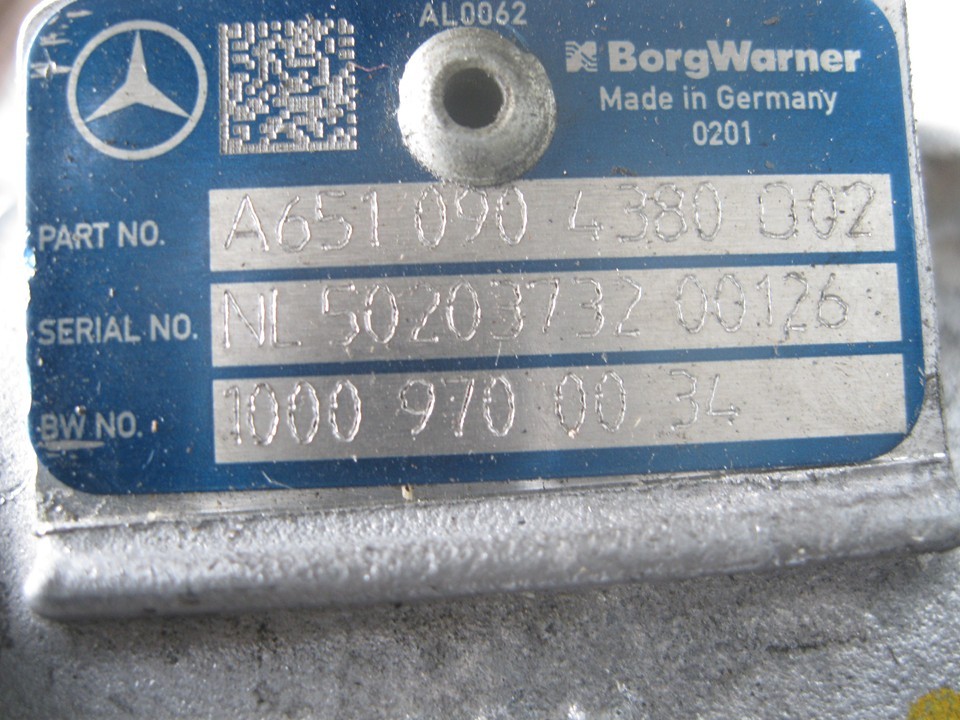 AL0062
BorgWarner
Made in Germany
0201
PART NO. A651 090 4380 D02
SERIAL NO. NL 50203732 00126
BW NO. 1000 970 00 34